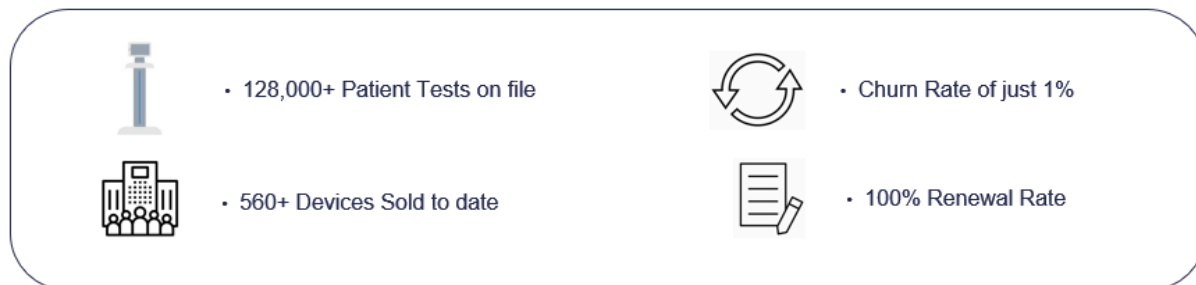 • 128,000+ Patient Tests on file
• Churn Rate of just 1%
• 560+ Devices Sold to date
• 100% Renewal Rate